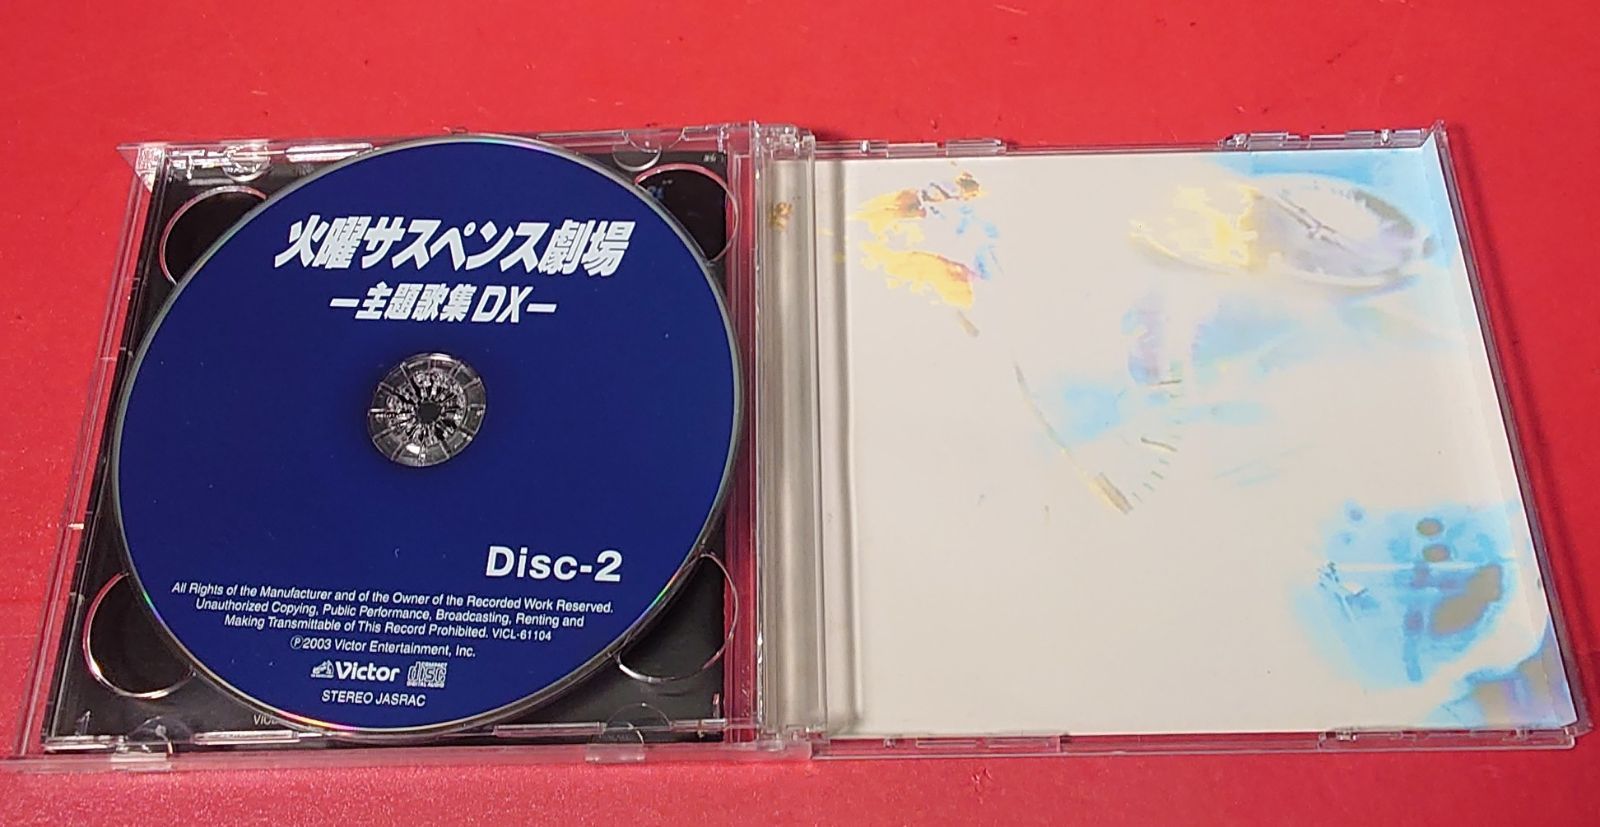 火曜サスペンス劇場
ー主題歌集DXー
Disc-2
All Rights of the Manufacturer and of the Owner of the Recorded Work Reserved.
Unauthorized Copying, Public Performance, Broadcasting, Renting and
Making Transmittable of This Record Prohibited. VICL-61104
Ⓟ2003 Victor Entertainment, Inc.
Victor COMPACT disc DIGITAL AUDIO
STEREO JASRAC